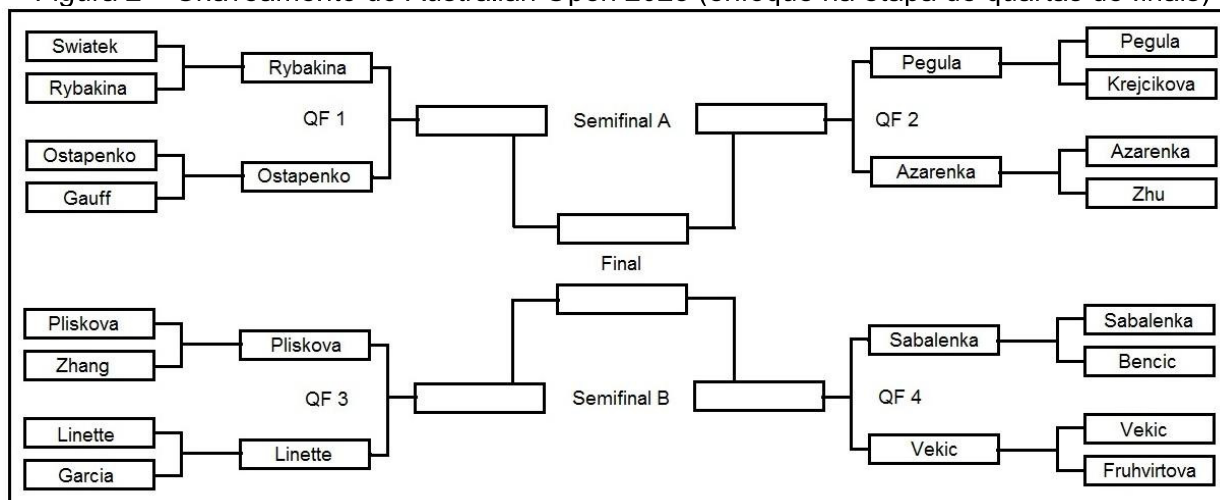 Swiatek
Rybakina
Rybakina
QF 1
Ostapenko
Gauff
Ostapenko
Semifinal A
Pegula
QF 2
Azarenka
Pegula
Krejcikova
Azarenka
Zhu
Final
Pliskova
Zhang
Pliskova
QF 3
Linette
Garcia
Linette
Semifinal B
Sabalenka
QF 4
Vekic
Sabalenka
Bencic
Vekic
Fruhvirtova